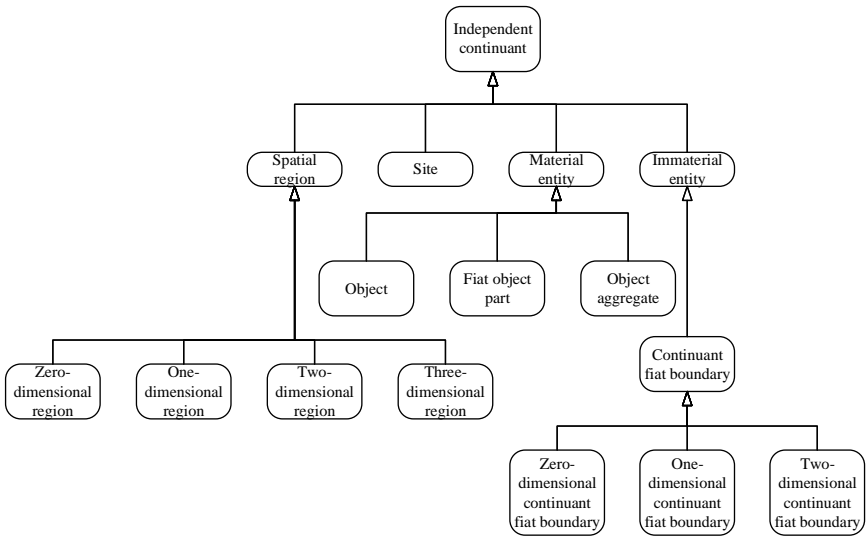 Independent
continuant
Spatial
region
Site
Material
entity
Immaterial
entity
Object
Fiat object
part
Object
aggregate
Zero-
dimensional
region
One-
dimensional
region
Two-
dimensional
region
Three-
dimensional
region
Continuant
fiat boundary
Zero-
dimensional
continuant
fiat boundary
One-
dimensional
continuant
fiat boundary
Two-
dimensional
continuant
fiat boundary